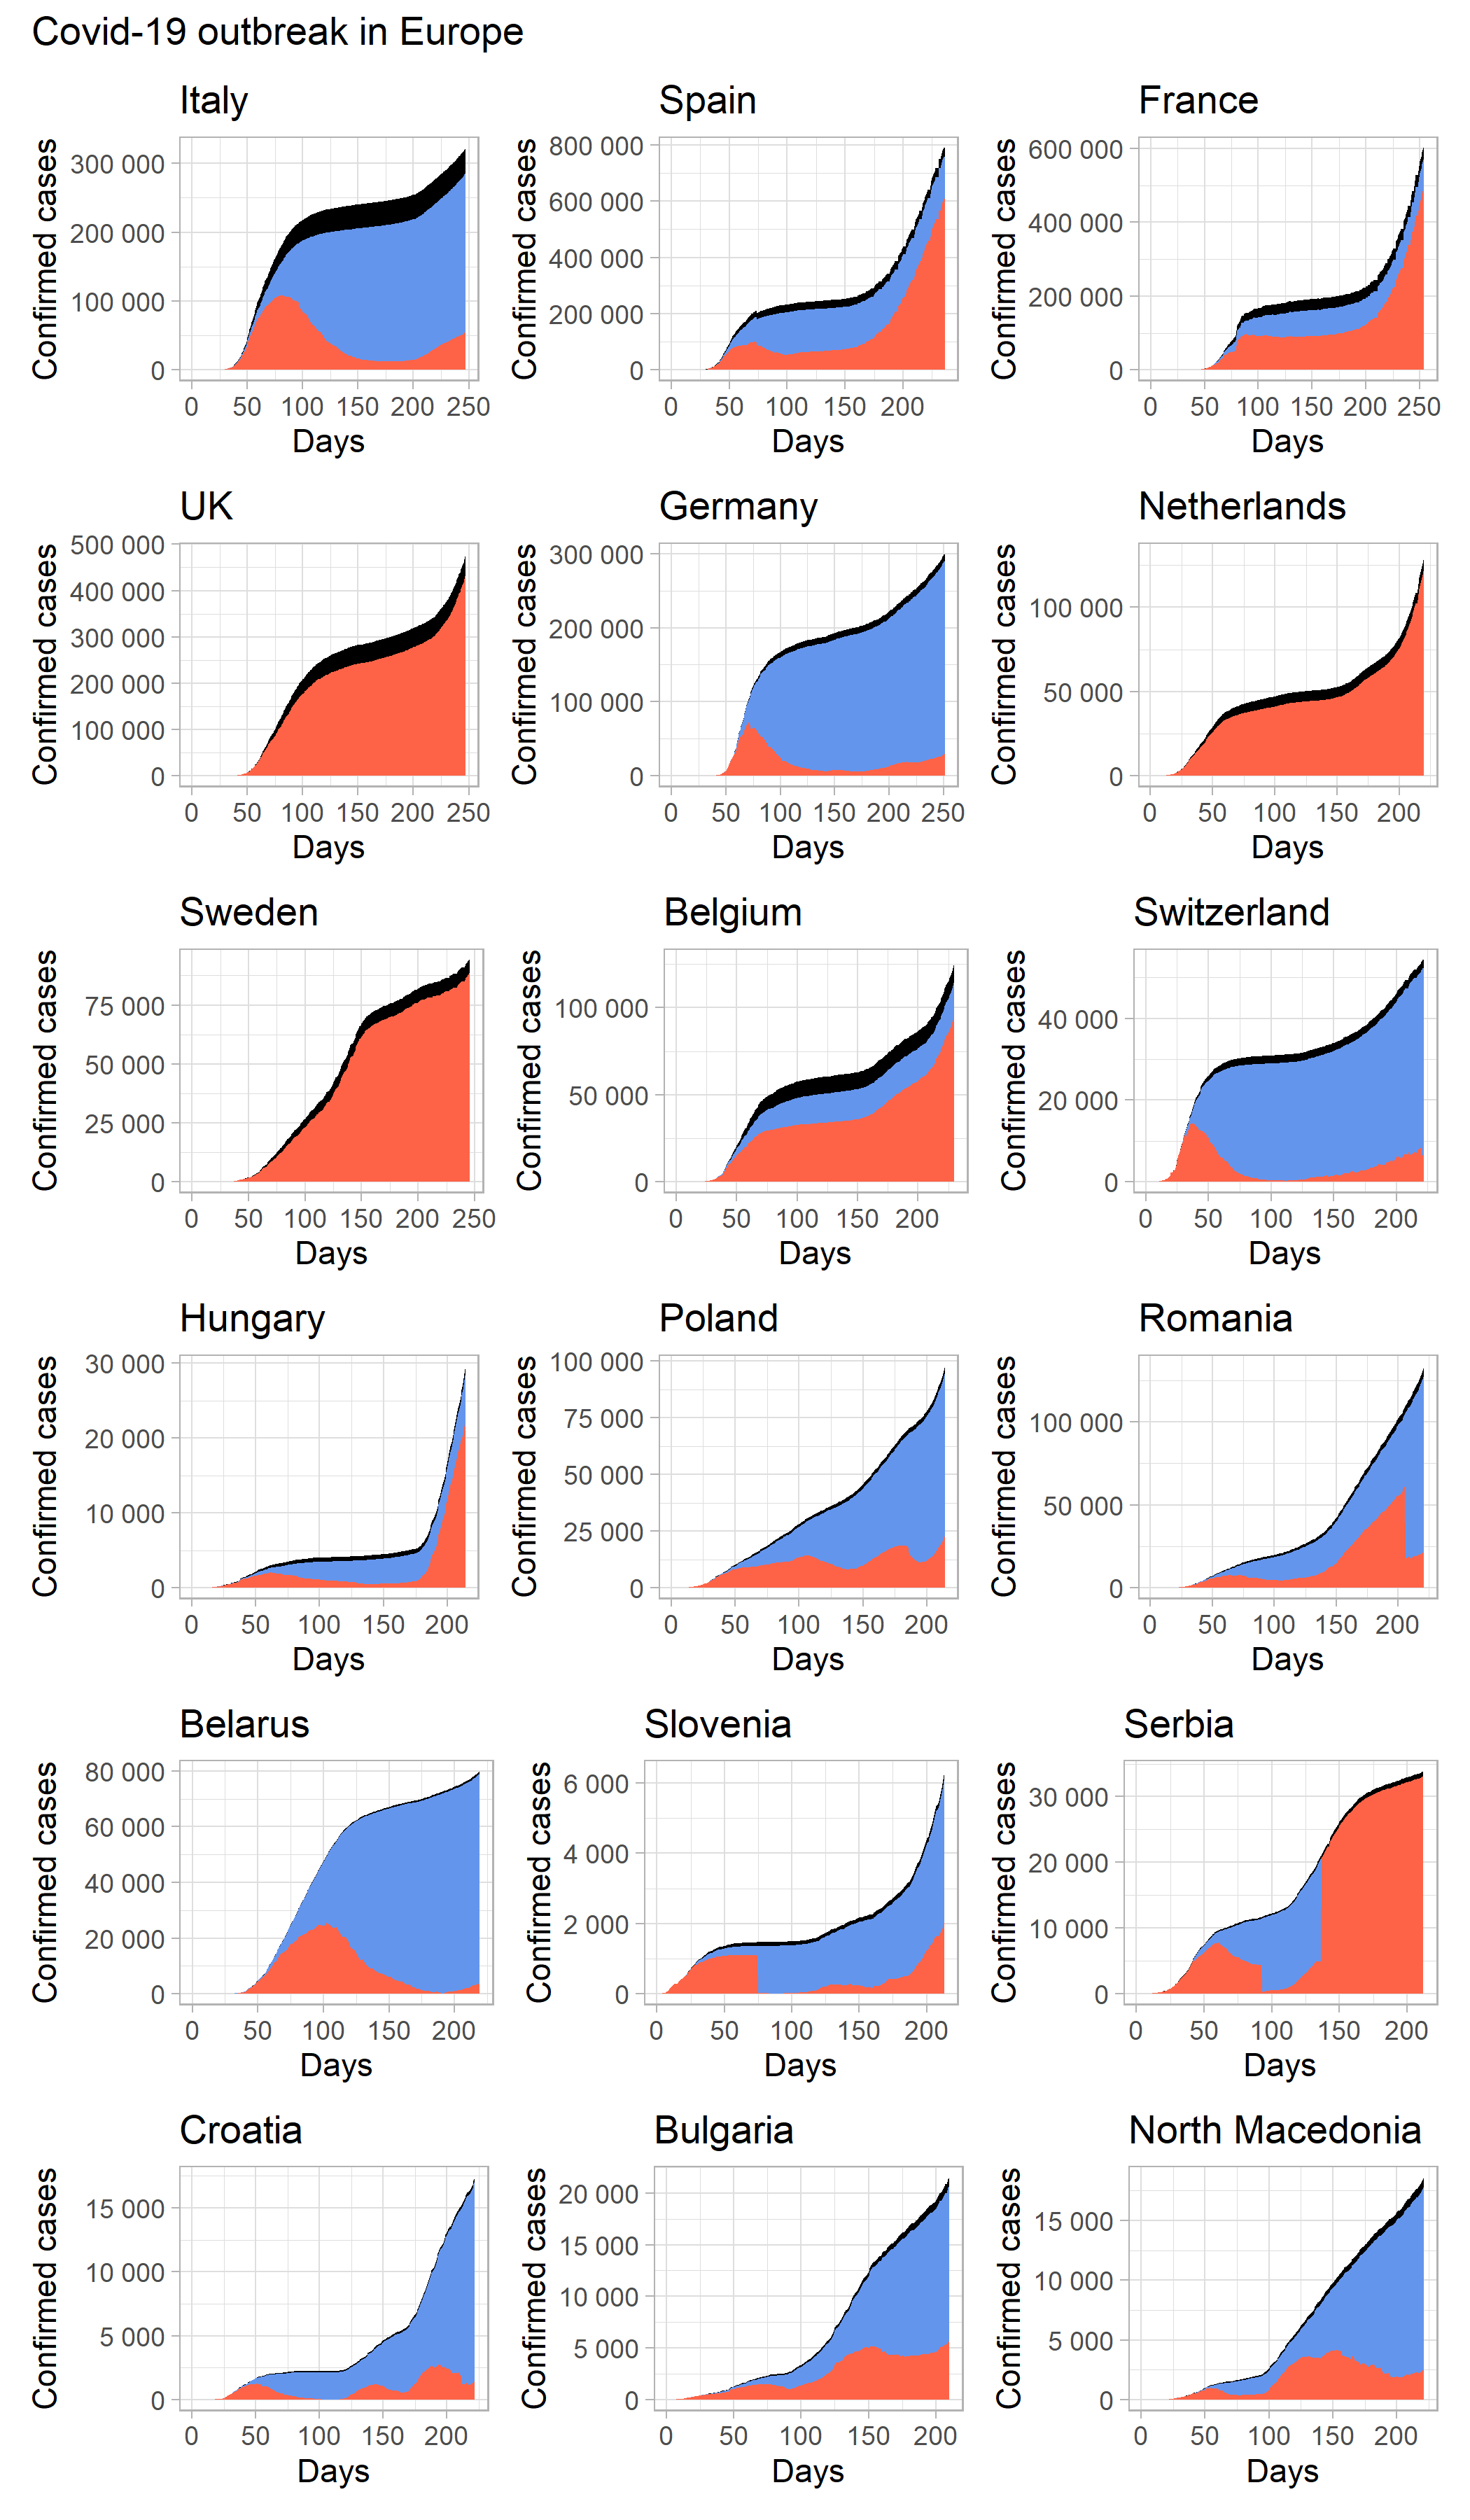 Covid-19 outbreak in Europe
Italy
Confirmed cases
300 000
200 000
100 000
0
0 50 100 150 200 250
Days
Spain
Confirmed cases
800 000
600 000
400 000
200 000
0
0 50 100 150 200
Days
France
Confirmed cases
600 000
400 000
200 000
0
0 50 100 150 200 250
Days
UK
Confirmed cases
500 000
400 000
300 000
200 000
100 000
0
0 50 100 150 200 250
Days
Germany
Confirmed cases
300 000
200 000
100 000
0
0 50 100 150 200 250
Days
Netherlands
Confirmed cases
100 000
50 000
0
0 50 100 150 200
Days
Sweden
Confirmed cases
75 000
50 000
25 000
0
0 50 100 150 200 250
Days
Belgium
Confirmed cases
100 000
50 000
0
0 50 100 150 200
Days
Switzerland
Confirmed cases
40 000
20 000
0
0 50 100 150 200
Days
Hungary
Confirmed cases
30 000
20 000
10 000
0
0 50 100 150 200
Days
Poland
Confirmed cases
100 000
75 000
50 000
25 000
0
0 50 100 150 200
Days
Romania
Confirmed cases
100 000
50 000
0
0 50 100 150 200
Days
Belarus
Confirmed cases
80 000
60 000
40 000
20 000
0
0 50 100 150 200
Days
Slovenia
Confirmed cases
6 000
4 000
2 000
0
0 50 100 150 200
Days
Serbia
Confirmed cases
30 000
20 000
10 000
0
0 50 100 150 200
Days
Croatia
Confirmed cases
15 000
10 000
5 000
0
0 50 100 150 200
Days
Bulgaria
Confirmed cases
20 000
15 000
10 000
5 000
0
0 50 100 150 200
Days
North Macedonia
Confirmed cases
15 000
10 000
5 000
0
0 50 100 150 200
Days